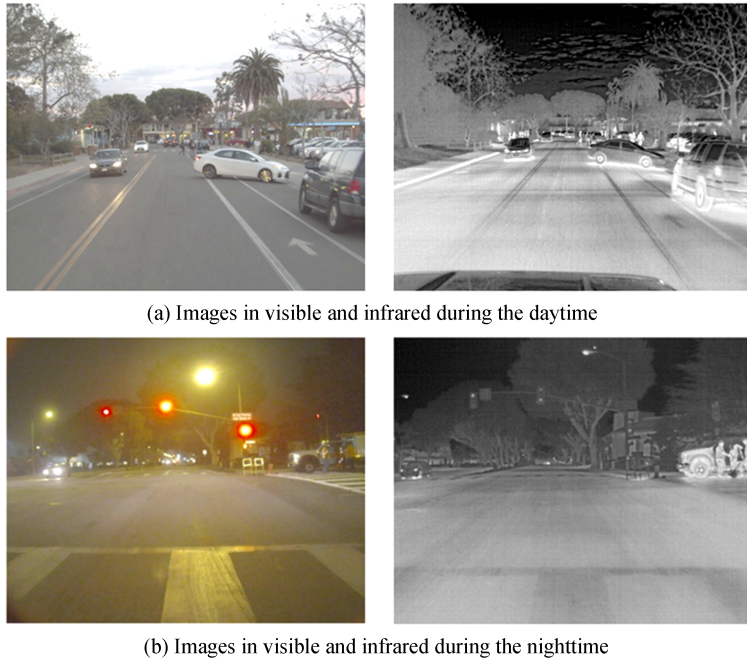 (a) Images in visible and infrared during the daytime
(b) Images in visible and infrared during the nighttime